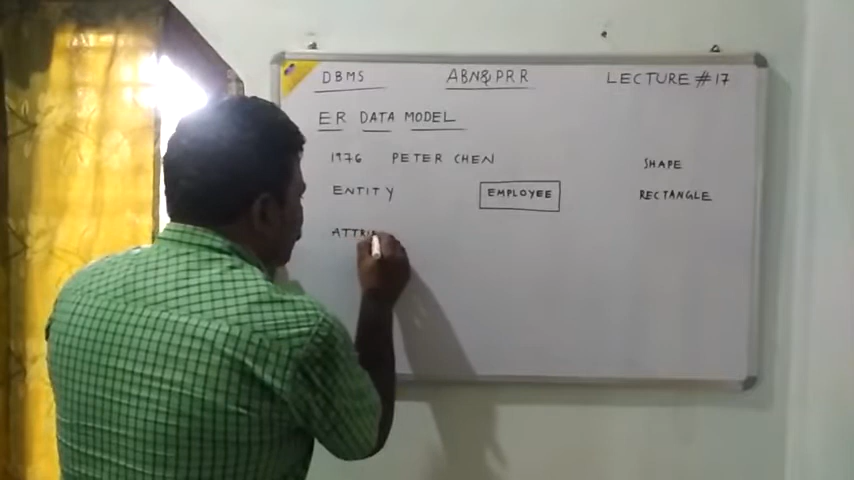 DBMS ABN&PRR LECTURE #17
ER DATA MODEL
1976 PETER CHEN SHAPE
ENTITY EMPLOYEE RECTANGLE
ATTRI